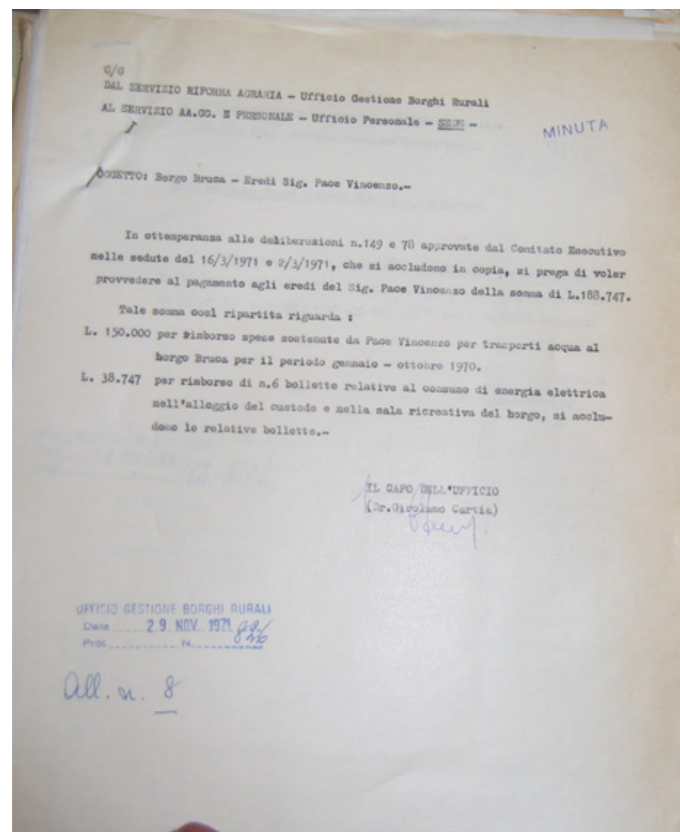 C/G
DAL SERVIZIO RIFORMA AGRARIA – Ufficio Gestione Borghi Rurali
AL SERVIZIO AA.GG. E PERSONALE – Ufficio Personale – SEDE –
MINUTA
OGGETTO: Borgo Bruca – Eredi Sig. Pace Vincenzo.–
In ottemperanza alle deliberazioni n.149 e 78 approvate dal Comitato Esecutivo
nelle sedute del 16/3/1971 e 2/3/1971, che si accludono in copia, si prega di voler
provvedere al pagamento agli eredi del Sig. Pace Vincenzo della somma di L.188.747.
Tale somma così ripartita riguarda :
L. 150.000 per rimborso spese sostenute da Pace Vincenzo per trasporti acqua al
borgo Bruca per il periodo gennaio – ottobre 1970.
L. 38.747 per rimborso di n.6 bollette relative al consumo di energia elettrica
nell'alloggio del custode e nella sala ricreativa del borgo, si acclu-
dono le relative bollette.–
IL CAPO DELL'UFFICIO
(Dr.Girolamo Cartia)
UFFICIO GESTIONE BORGHI RURALI
Data 29. NOV. 1971
Prot. N.
All. n. 8